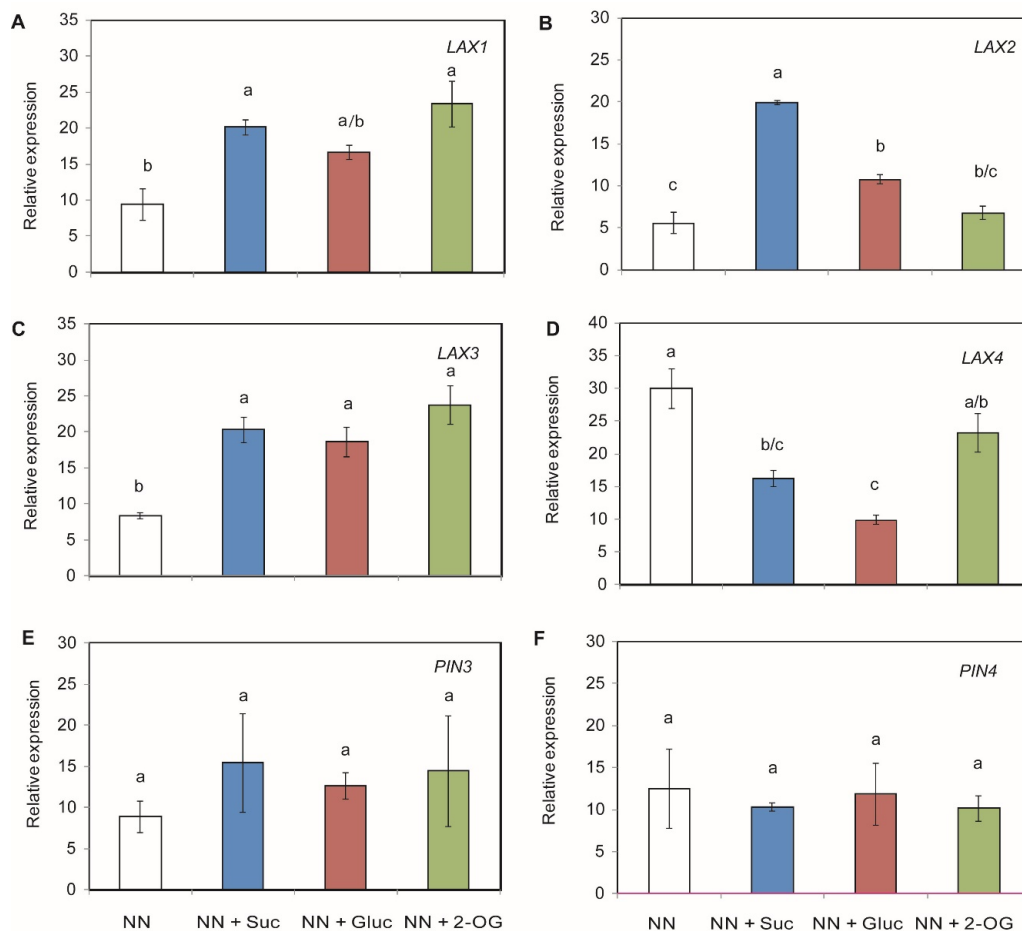 A
35
30
25
20
15
10
5
0
Relative expression
LAX1
b
a
a/b
a
B
30
25
20
15
10
5
0
Relative expression
LAX2
c
a
b
b/c
C
35
30
25
20
15
10
5
0
Relative expression
LAX3
b
a
a
a
D
40
35
30
25
20
15
10
5
0
Relative expression
LAX4
a
b/c
c
a/b
E
30
25
20
15
10
5
0
Relative expression
PIN3
a
a
a
a
NN NN + Suc NN + Gluc NN + 2-OG
F
30
25
20
15
10
5
0
Relative expression
PIN4
a
a
a
a
NN NN + Suc NN + Gluc NN + 2-OG